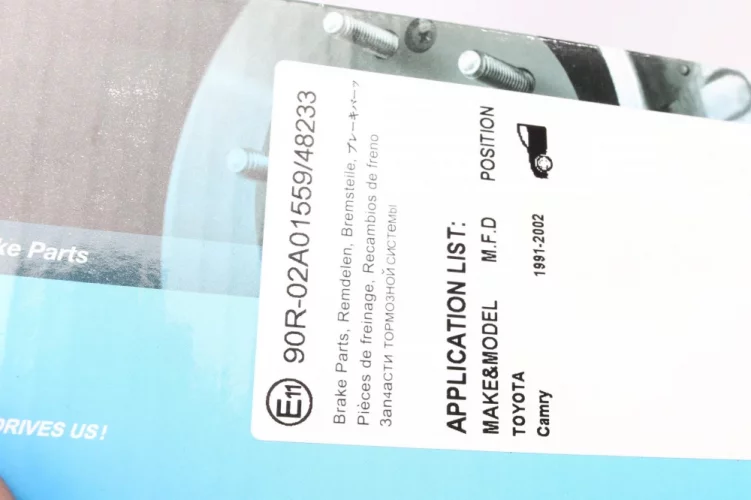 E11 90R-02A01559/48233
Brake Parts, Remdelen, Bremsteile, ブレーキパーツ
Pièces de freinage, Recambios de freno
Зап4аСТИ ТОРМОЗНОЙ СИСТЕМЫ
APPLICATION LIST:
MAKE&MODEL M.F.D POSITION
TOYOTA
Camry 1991-2002
ke Parts
DRIVES US!